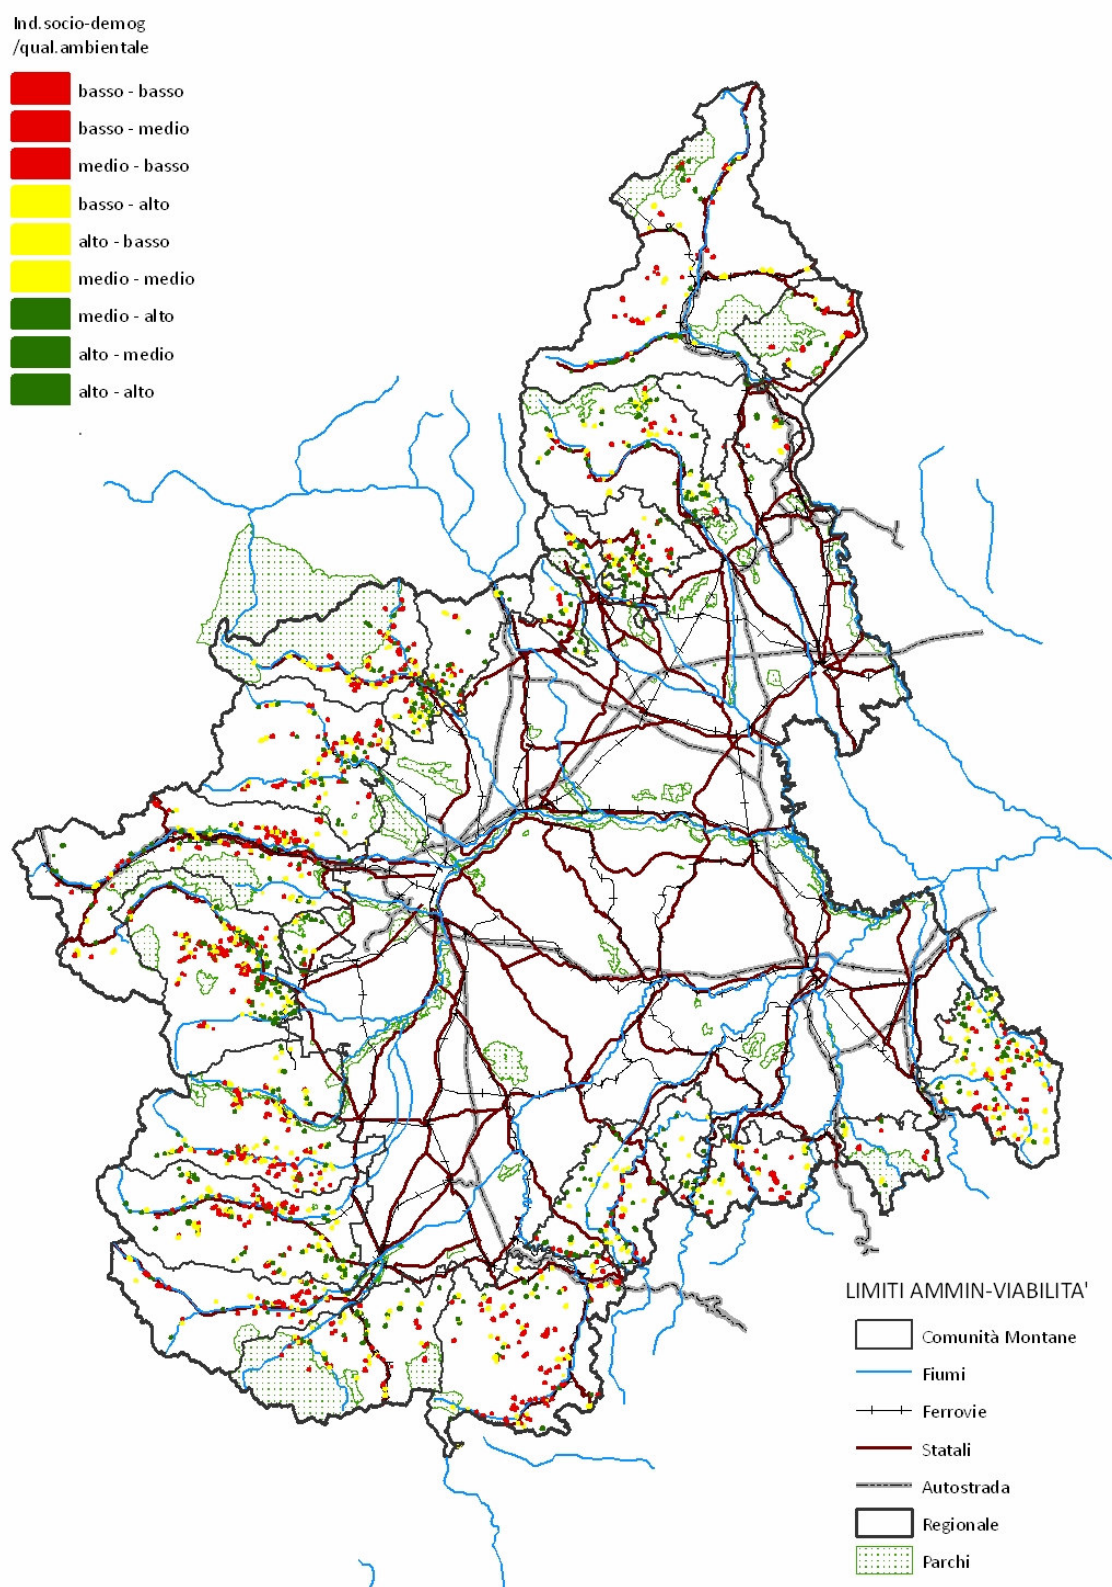 Ind.socio-demog
/qual.ambientale
basso - basso
basso - medio
medio - basso
basso - alto
alto - basso
medio - medio
medio - alto
alto - medio
alto - alto
LIMITI AMMIN-VIABILITA'
Comunità Montane
Fiumi
Ferrovie
Statali
Autostrada
Regionale
Parchi